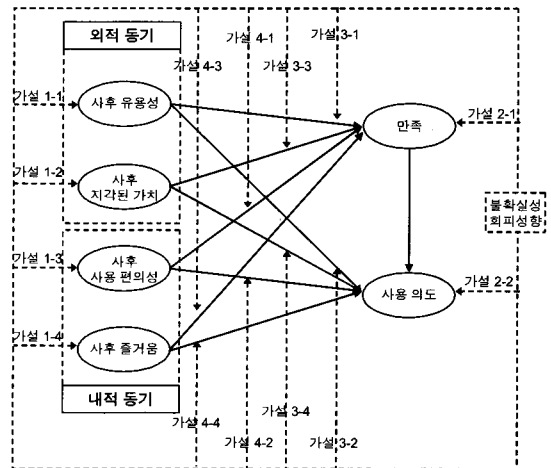 외적 동기
가설 4-1
가설 3-1
가설 4-3
가설 3-3
가설 1-1
사후 유용성
만족
가설 2-1
가설 1-2
사후
지각된 가치
불확실성
회피성향
가설 1-3
사후
사용 편의성
사용 의도
가설 2-2
가설 1-4
사후 즐거움
내적 동기
가설 4-4
가설 3-4
가설 4-2
가설 3-2